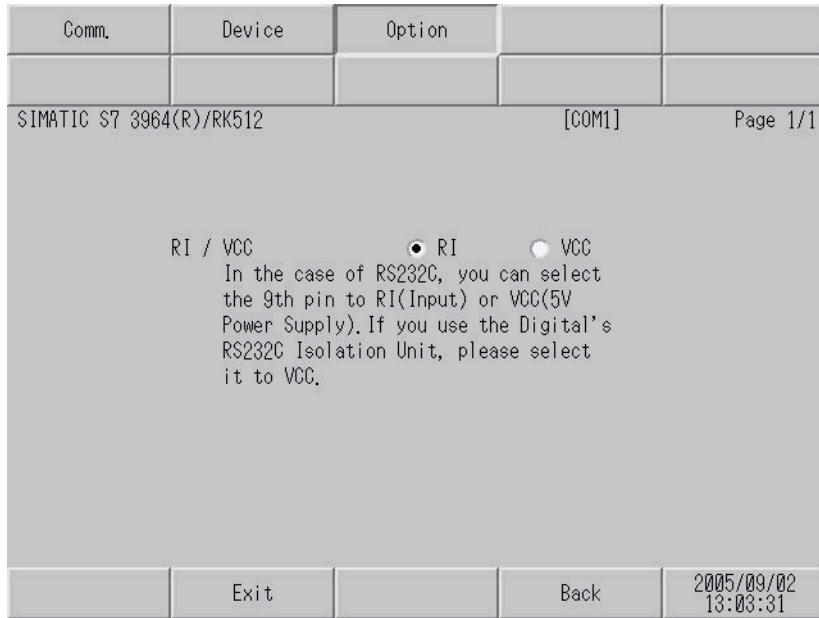 Comm. Device Option
SIMATIC S7 3964(R)/RK512 [COM1] Page 1/1
RI / VCC RI VCC
In the case of RS232C, you can select
the 9th pin to RI(Input) or VCC(5V
Power Supply).If you use the Digital's
RS232C Isolation Unit, please select
it to VCC.
Exit Back 2005/09/02
13:03:31